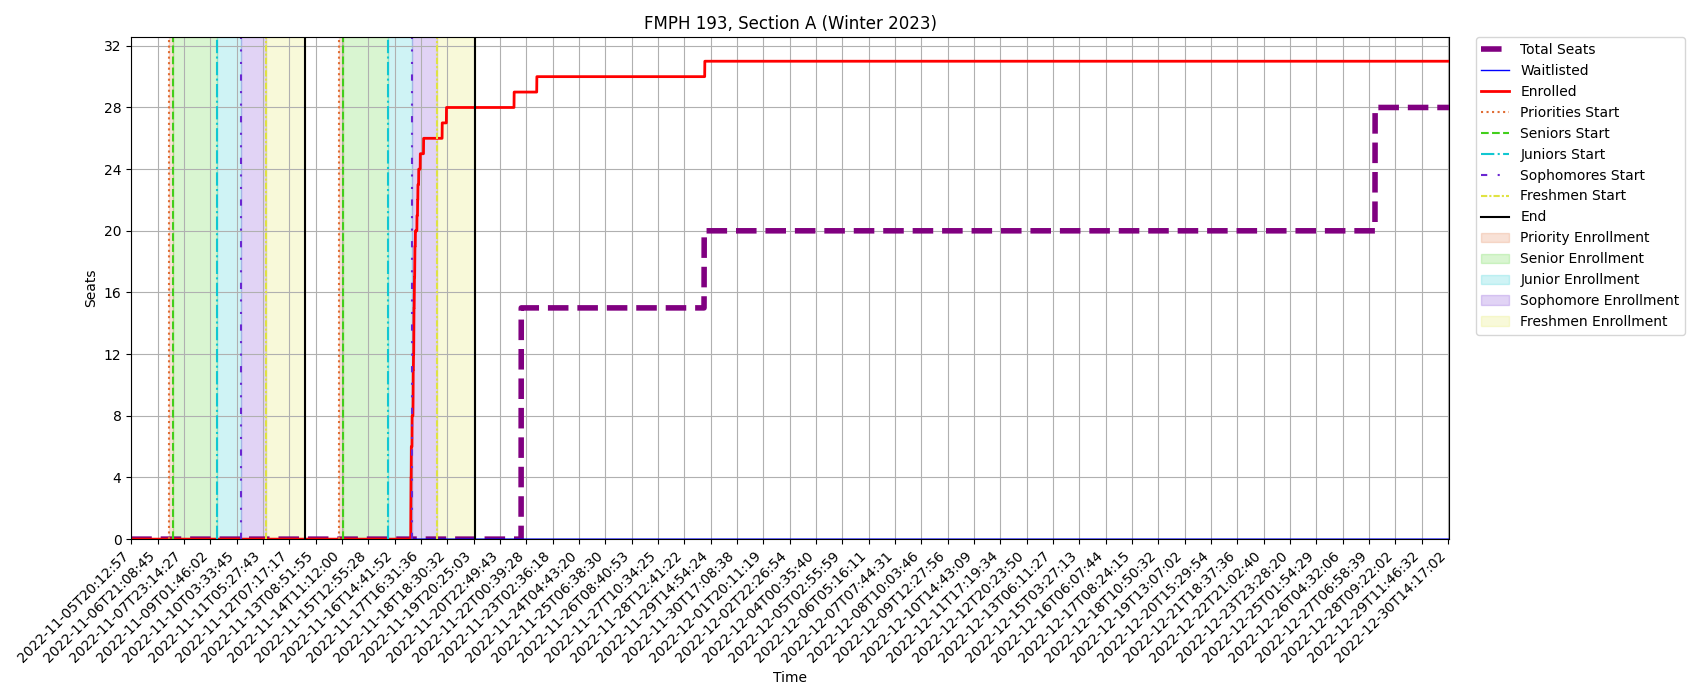 FMPH 193, Section A (Winter 2023)
Seats
32
28
24
20
16
12
8
4
0
2022-11-05T20:12:57
2022-11-06T21:08:45
2022-11-07T23:14:27
2022-11-09T01:46:02
2022-11-10T03:33:45
2022-11-11T05:27:43
2022-11-12T07:17:17
2022-11-13T08:51:55
2022-11-14T11:12:00
2022-11-15T12:55:28
2022-11-16T14:41:52
2022-11-17T16:31:36
2022-11-18T18:30:32
2022-11-19T20:25:03
2022-11-20T22:49:43
2022-11-22T00:39:28
2022-11-23T02:36:18
2022-11-24T04:43:20
2022-11-25T06:38:30
2022-11-26T08:40:53
2022-11-27T10:34:25
2022-11-28T12:41:22
2022-11-29T14:54:24
2022-11-30T17:08:38
2022-12-01T20:11:19
2022-12-02T22:26:54
2022-12-04T00:35:40
2022-12-05T02:55:59
2022-12-06T05:16:11
2022-12-07T07:44:31
2022-12-08T10:03:46
2022-12-09T12:27:56
2022-12-10T14:43:09
2022-12-11T17:19:34
2022-12-12T20:23:50
2022-12-13T06:11:27
2022-12-15T03:27:13
2022-12-16T06:07:44
2022-12-17T08:24:15
2022-12-18T10:50:32
2022-12-19T13:07:02
2022-12-20T15:29:54
2022-12-21T18:37:36
2022-12-22T21:02:40
2022-12-23T23:28:20
2022-12-25T01:54:29
2022-12-26T04:32:06
2022-12-27T06:58:39
2022-12-28T09:22:02
2022-12-29T11:46:32
2022-12-30T14:17:02
Time
Total Seats
Waitlisted
Enrolled
Priorities Start
Seniors Start
Juniors Start
Sophomores Start
Freshmen Start
End
Priority Enrollment
Senior Enrollment
Junior Enrollment
Sophomore Enrollment
Freshmen Enrollment